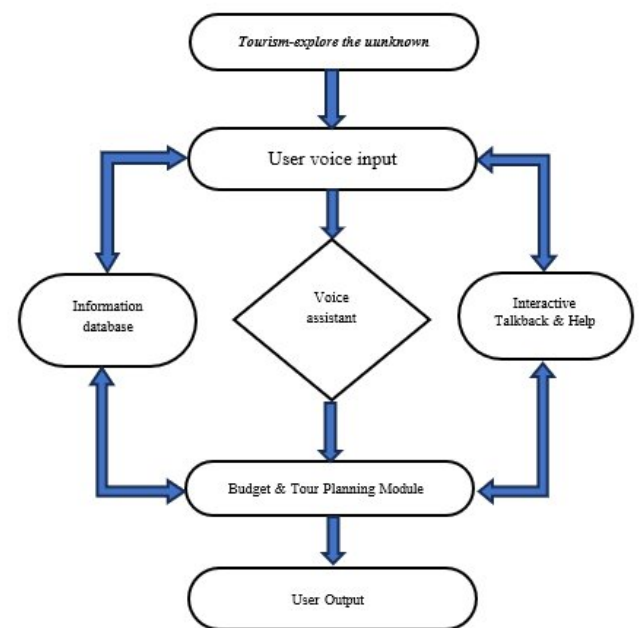 Tourism-explore the uunknown
User voice input
Information
database
Voice
assistant
Interactive
Talkback & Help
Budget & Tour Planning Module
User Output